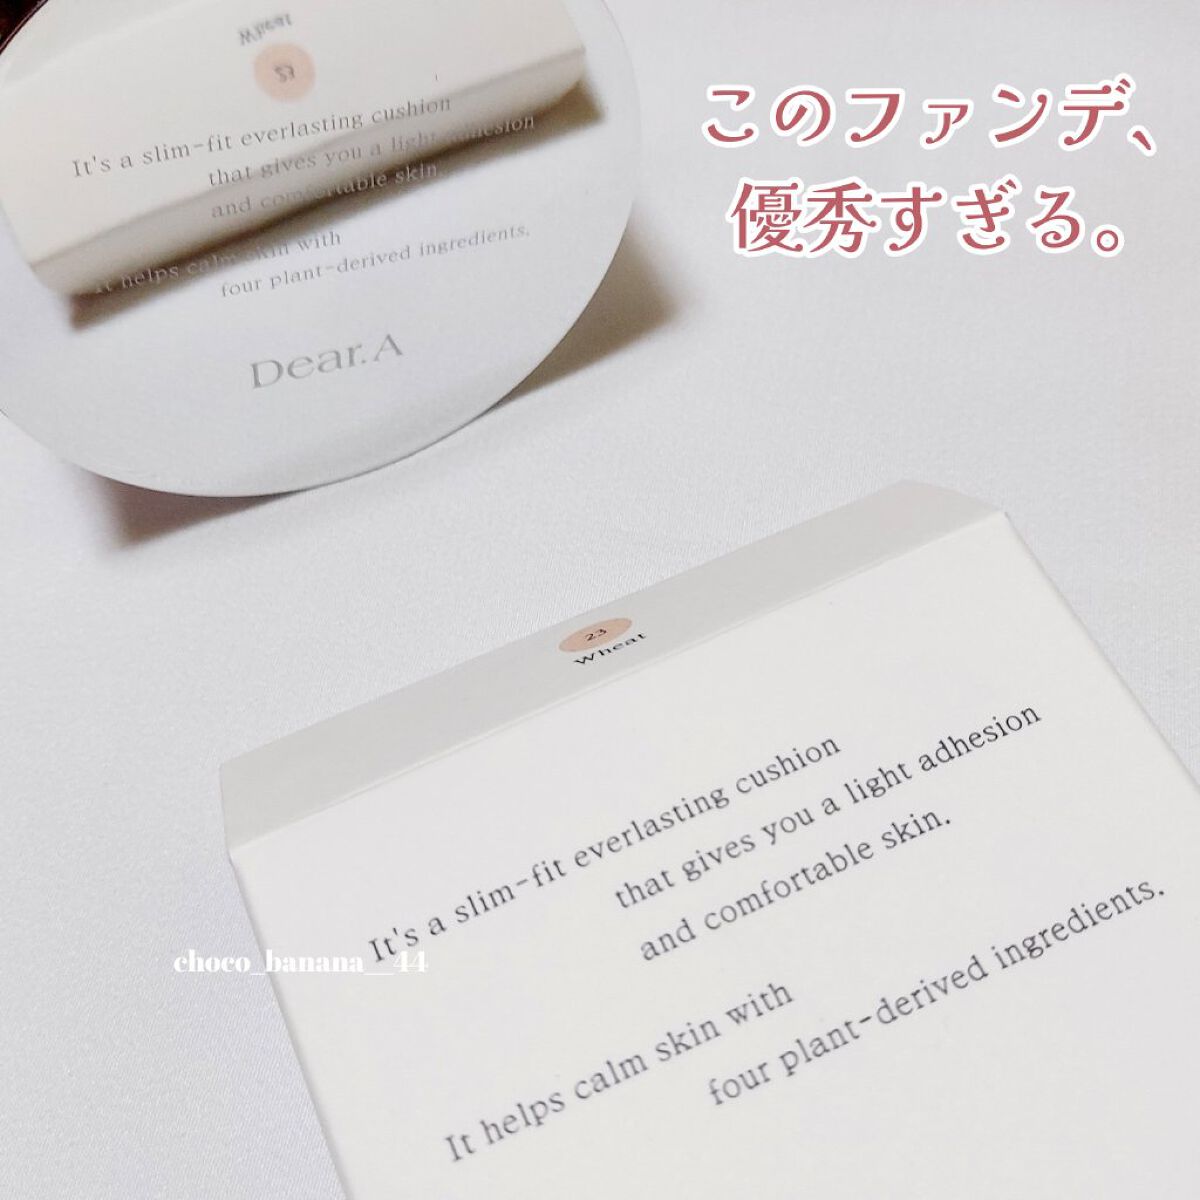 このファンデ、
優秀すぎる。
23
It's a slim-fit everlasting cushion
that gives you a light adhesion
and comfortable skin.
It helps calm skin with
four plant-derived ingredients.
Dear.A
23
Wheat
It's a slim-fit everlasting cushion
that gives you a light adhesion
and comfortable skin.
It helps calm skin with
four plant-derived ingredients.
choco_banana__44